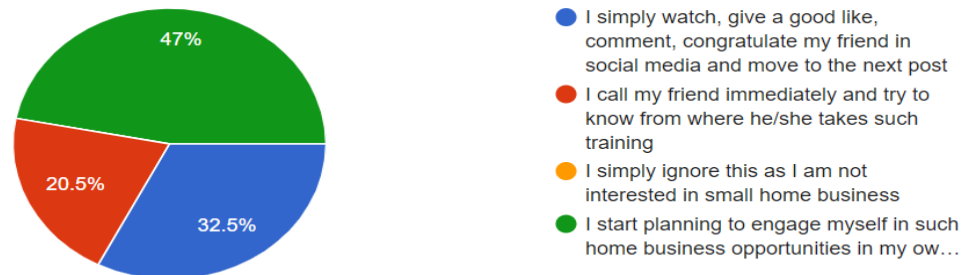 47%
20.5%
32.5%
I simply watch, give a good like,
comment, congratulate my friend in
social media and move to the next post
I call my friend immediately and try to
know from where he/she takes such
training
I simply ignore this as I am not
interested in small home business
I start planning to engage myself in such
home business opportunities in my ow…